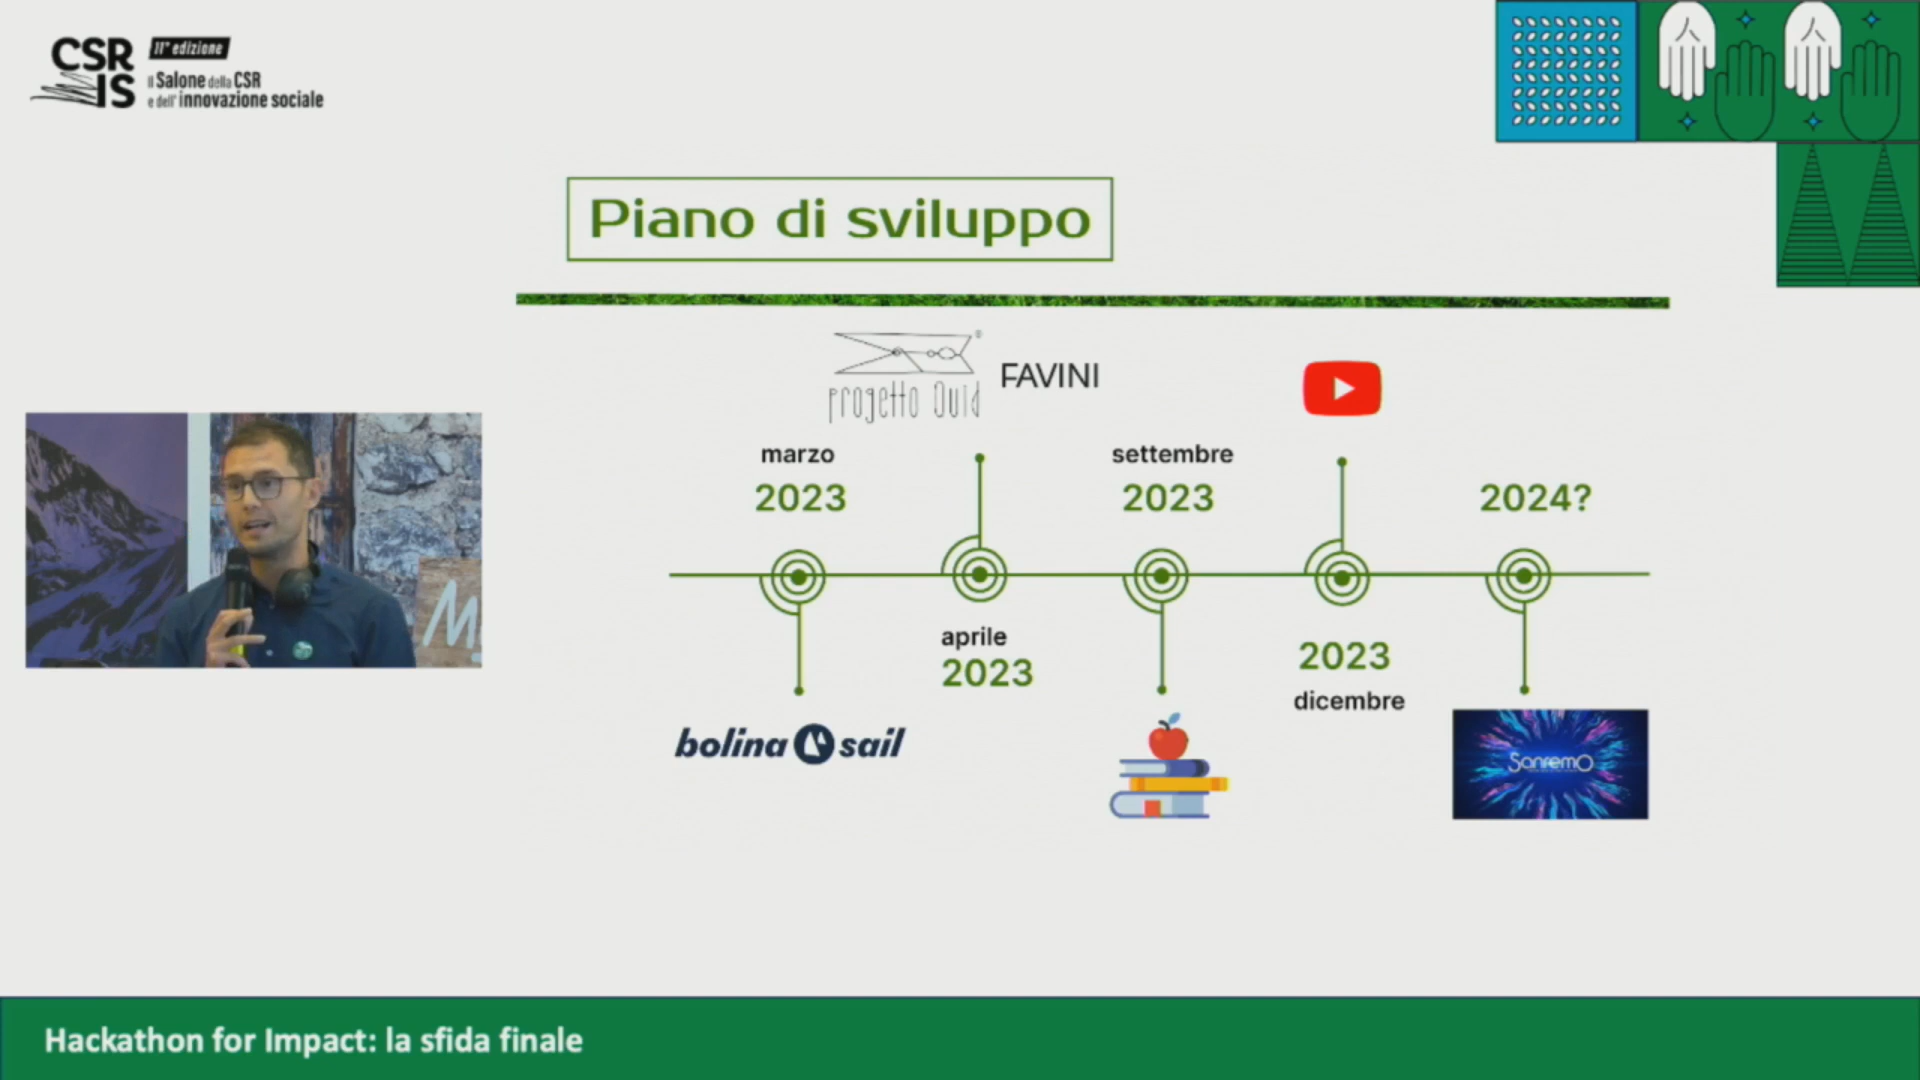 CSR
IS
11ª edizione
Il Salone della CSR
e dell'innovazione sociale
Piano di sviluppo
progetto Quid ®
FAVINI
marzo
2023
settembre
2023
2024?
aprile
2023
2023
dicembre
bolina sail
Sanremo
M
Hackathon for Impact: la sfida finale